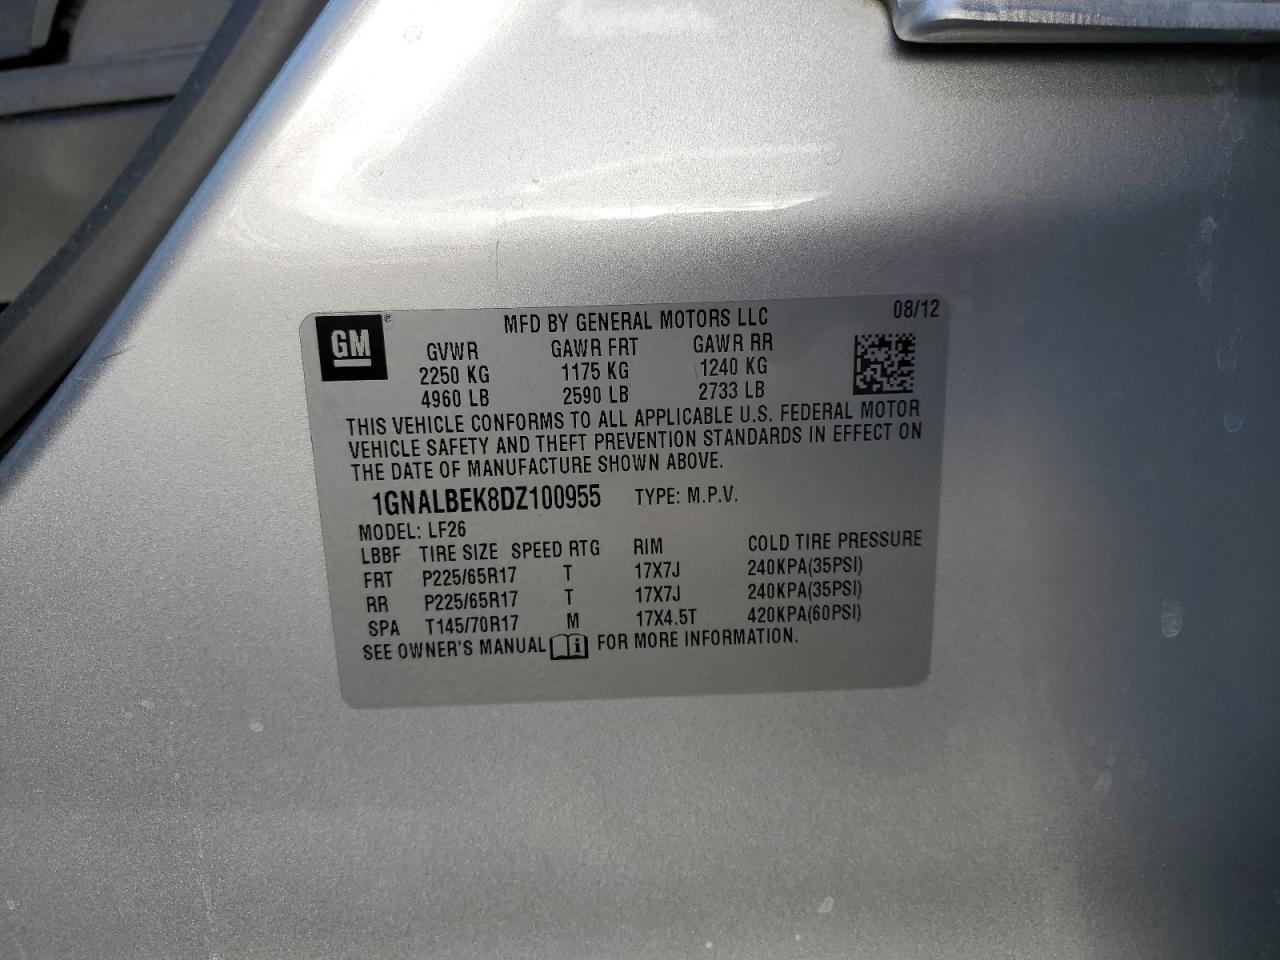 08/12
GM®
MFD BY GENERAL MOTORS LLC
GVWR GAWR FRT GAWR RR
2250 KG 1175 KG 1240 KG
4960 LB 2590 LB 2733 LB
THIS VEHICLE CONFORMS TO ALL APPLICABLE U.S. FEDERAL MOTOR
VEHICLE SAFETY AND THEFT PREVENTION STANDARDS IN EFFECT ON
THE DATE OF MANUFACTURE SHOWN ABOVE.
1GNALBEK8DZ100955 TYPE: M.P.V.
MODEL: LF26
LBBF TIRE SIZE SPEED RTG RIM COLD TIRE PRESSURE
FRT P225/65R17 T 17X7J 240KPA(35PSI)
RR P225/65R17 T 17X7J 240KPA(35PSI)
SPA T145/70R17 M 17X4.5T 420KPA(60PSI)
SEE OWNER'S MANUAL i FOR MORE INFORMATION.